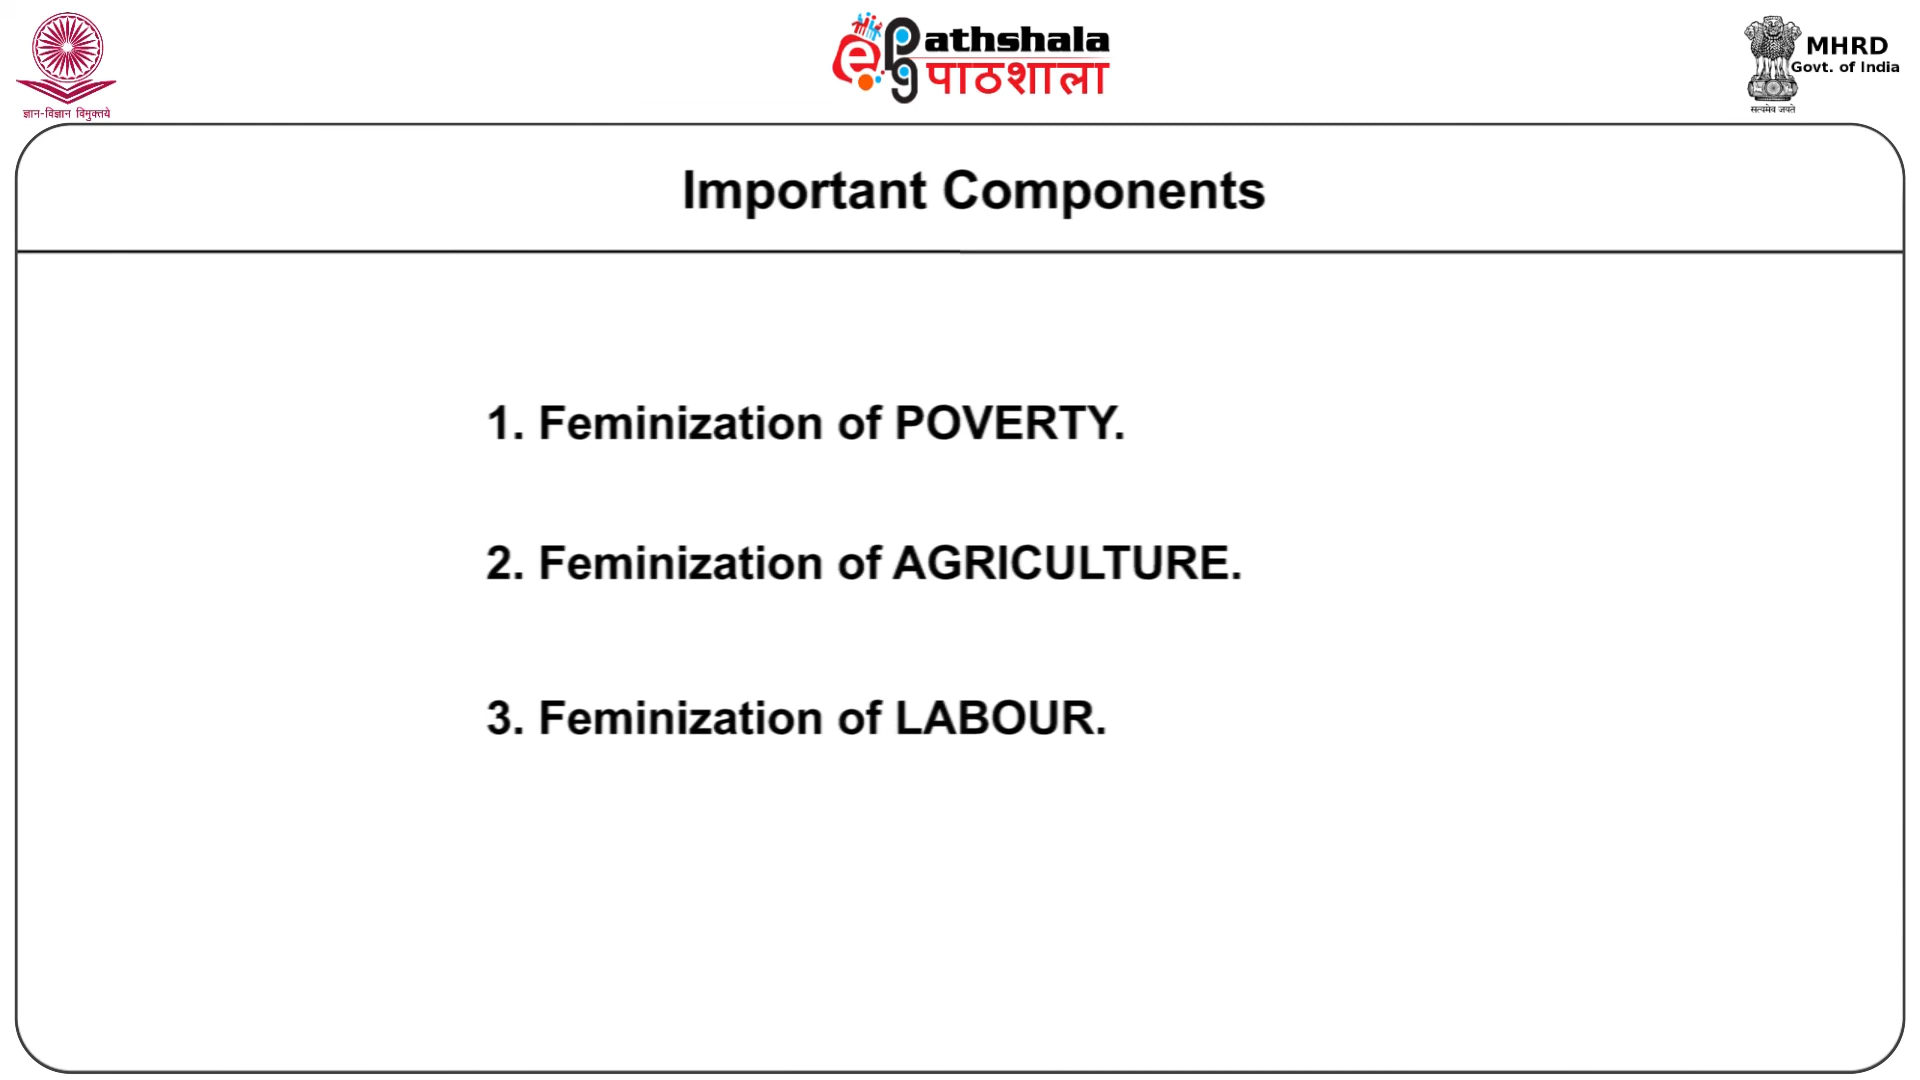 ज्ञान-विज्ञान विमुक्तये
e Pathshala
pg पाठशाला
MHRD
Govt. of India
सत्यमेव जयते
Important Components
1. Feminization of POVERTY.
2. Feminization of AGRICULTURE.
3. Feminization of LABOUR.